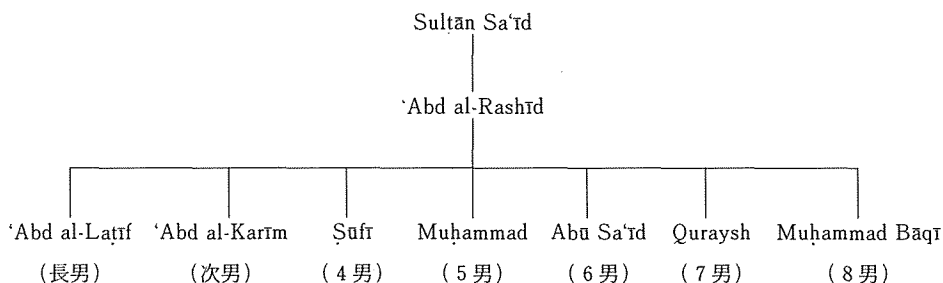 Sulṭān Sa‘īd
‘Abd al-Rashīd
‘Abd al-Laṭīf ‘Abd al-Karīm Ṣūfī Muḥammad Abū Sa‘īd Quraysh Muḥammad Bāqī
(長男) (次男) (4男) (5男) (6男) (7男) (8男)